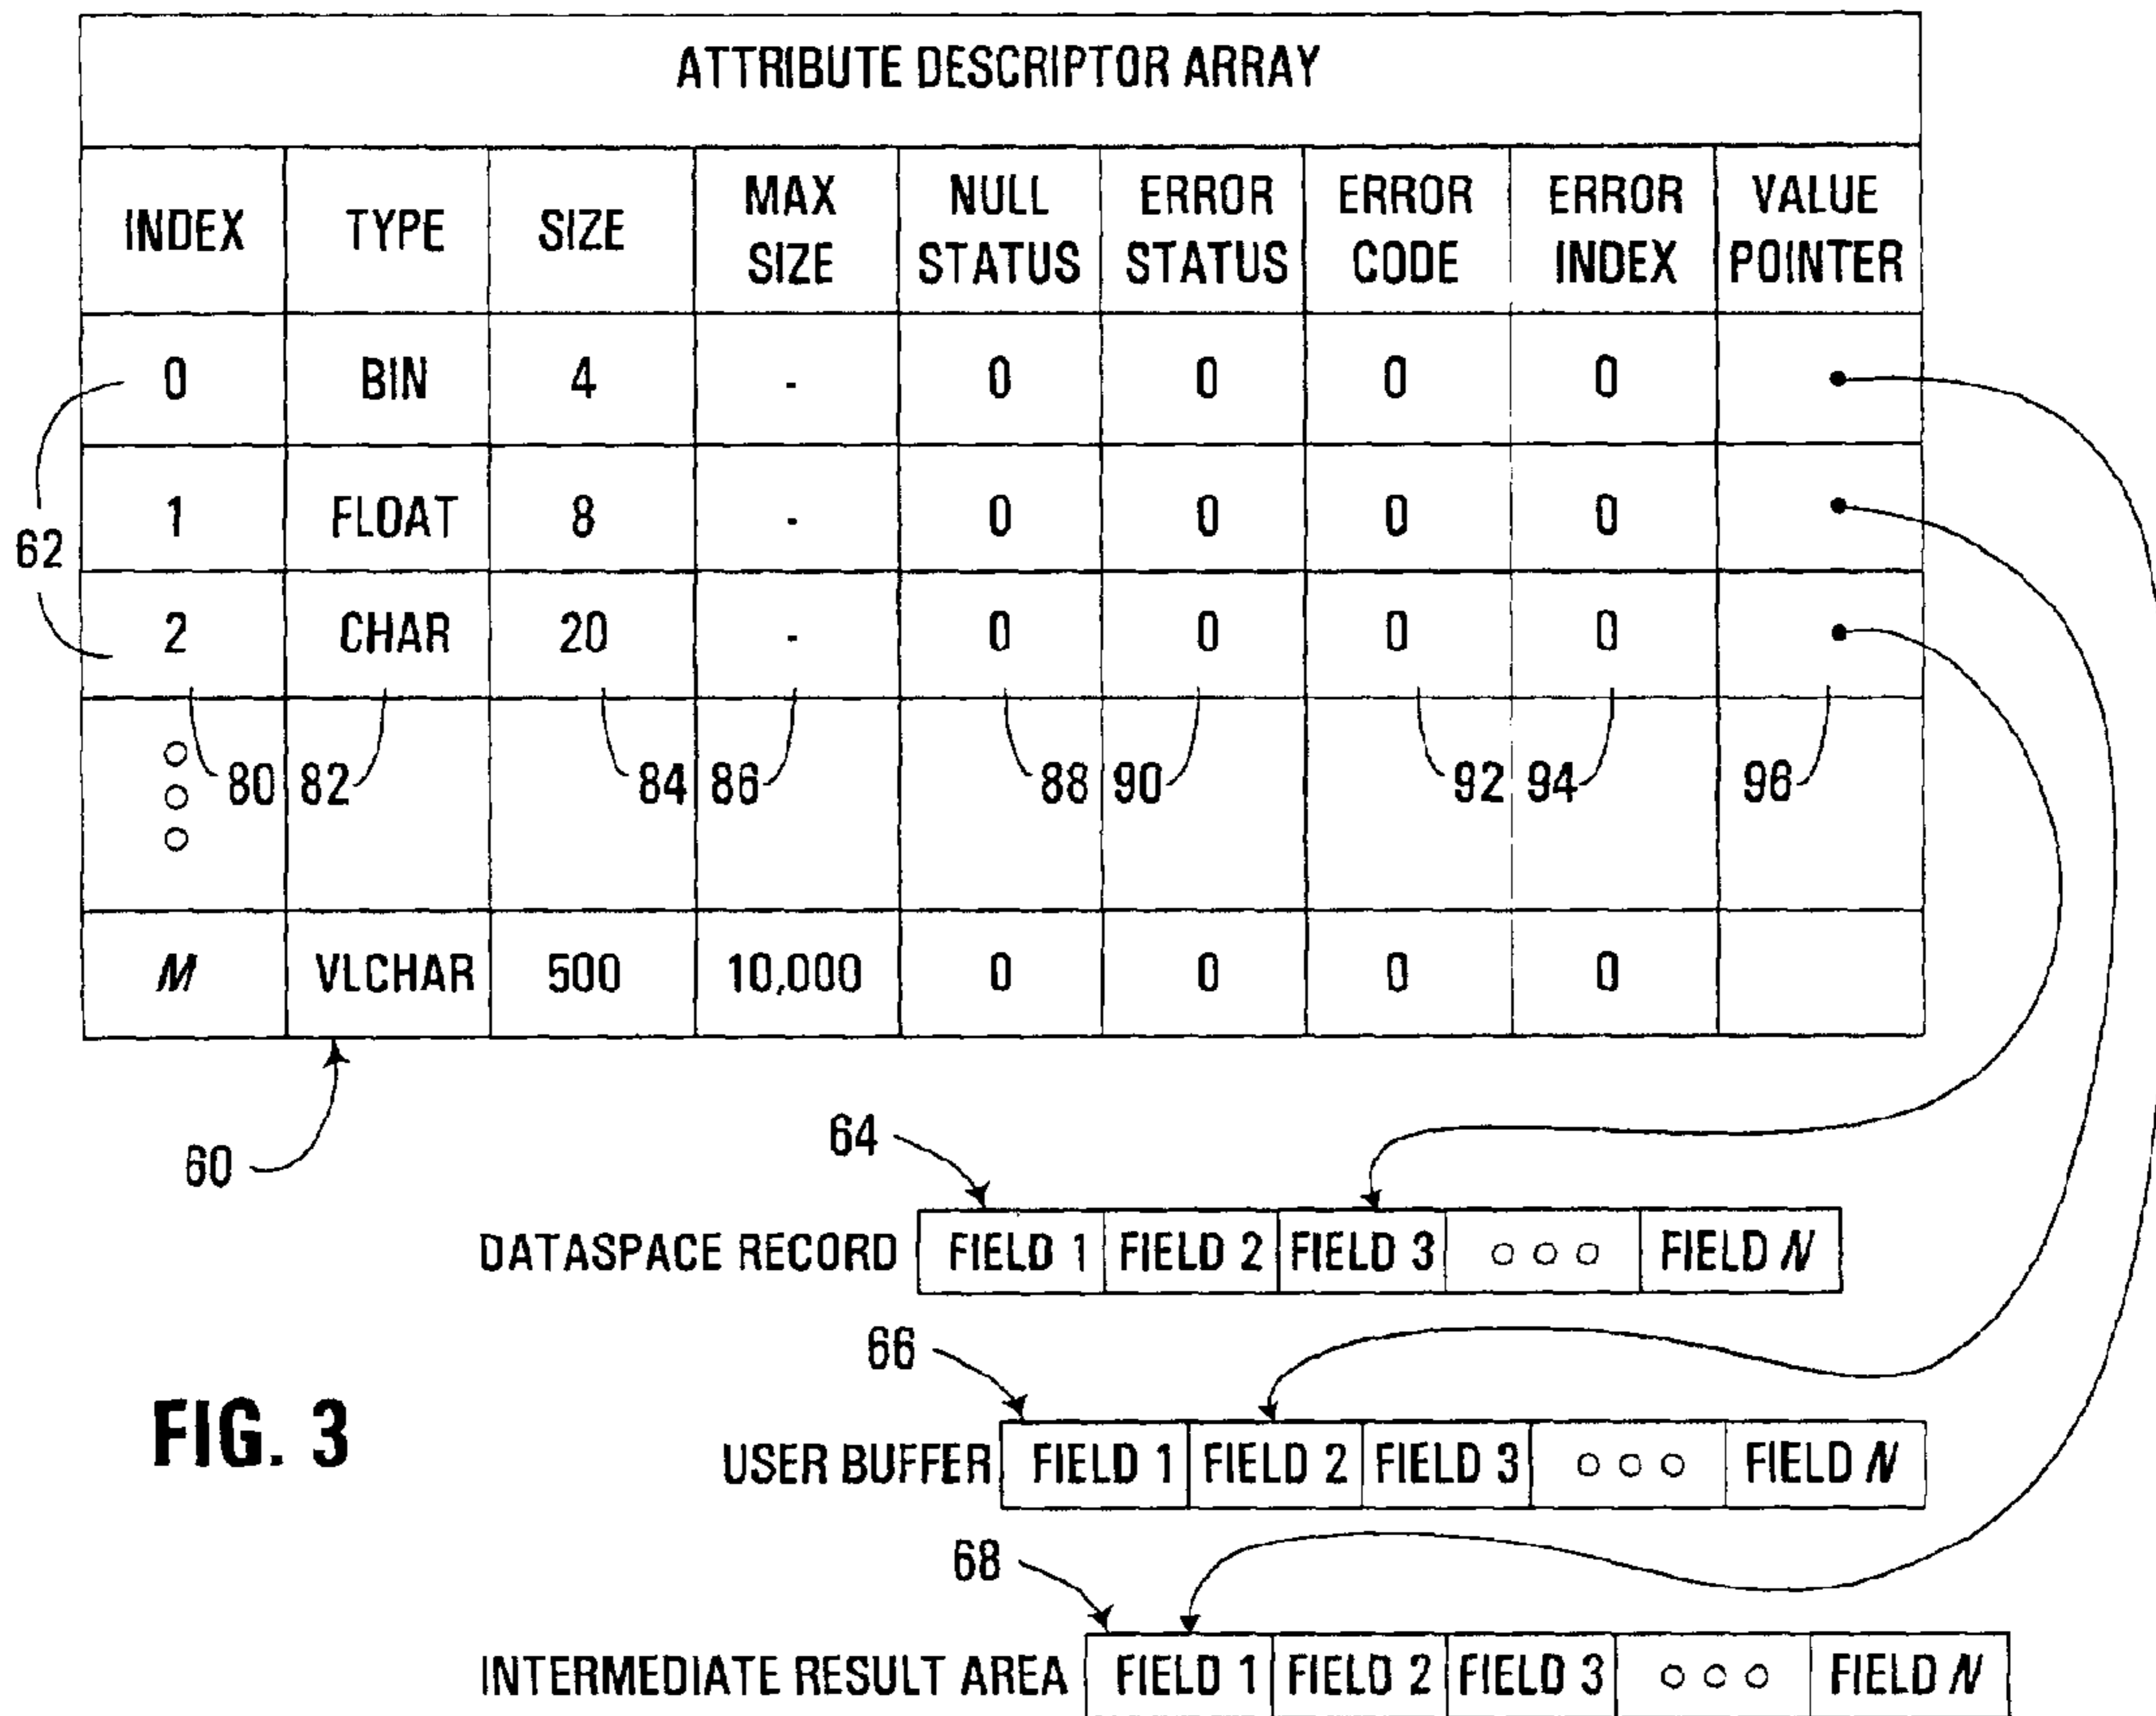 ATTRIBUTE DESCRIPTOR ARRAY
INDEX TYPE SIZE MAX SIZE NULL STATUS ERROR STATUS ERROR CODE ERROR INDEX VALUE POINTER
0 BIN 4 - 0 0 0 0
1 FLOAT 8 - 0 0 0 0
62
2 CHAR 20 - 0 0 0 0
80 82 84 86 88 90 92 94 96
M VLCHAR 500 10,000 0 0 0 0
60
64
DATASPACE RECORD FIELD 1 FIELD 2 FIELD 3 ○ ○ ○ FIELD N
66
FIG. 3
USER BUFFER FIELD 1 FIELD 2 FIELD 3 ○ ○ ○ FIELD N
68
INTERMEDIATE RESULT AREA FIELD 1 FIELD 2 FIELD 3 ○ ○ ○ FIELD N